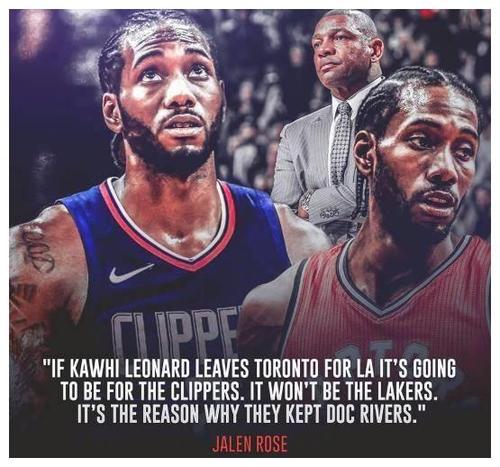 CLIPPE
"IF KAWHI LEONARD LEAVES TORONTO FOR LA IT'S GOING
TO BE FOR THE CLIPPERS. IT WON'T BE THE LAKERS.
IT'S THE REASON WHY THEY KEPT DOC RIVERS."
JALEN ROSE